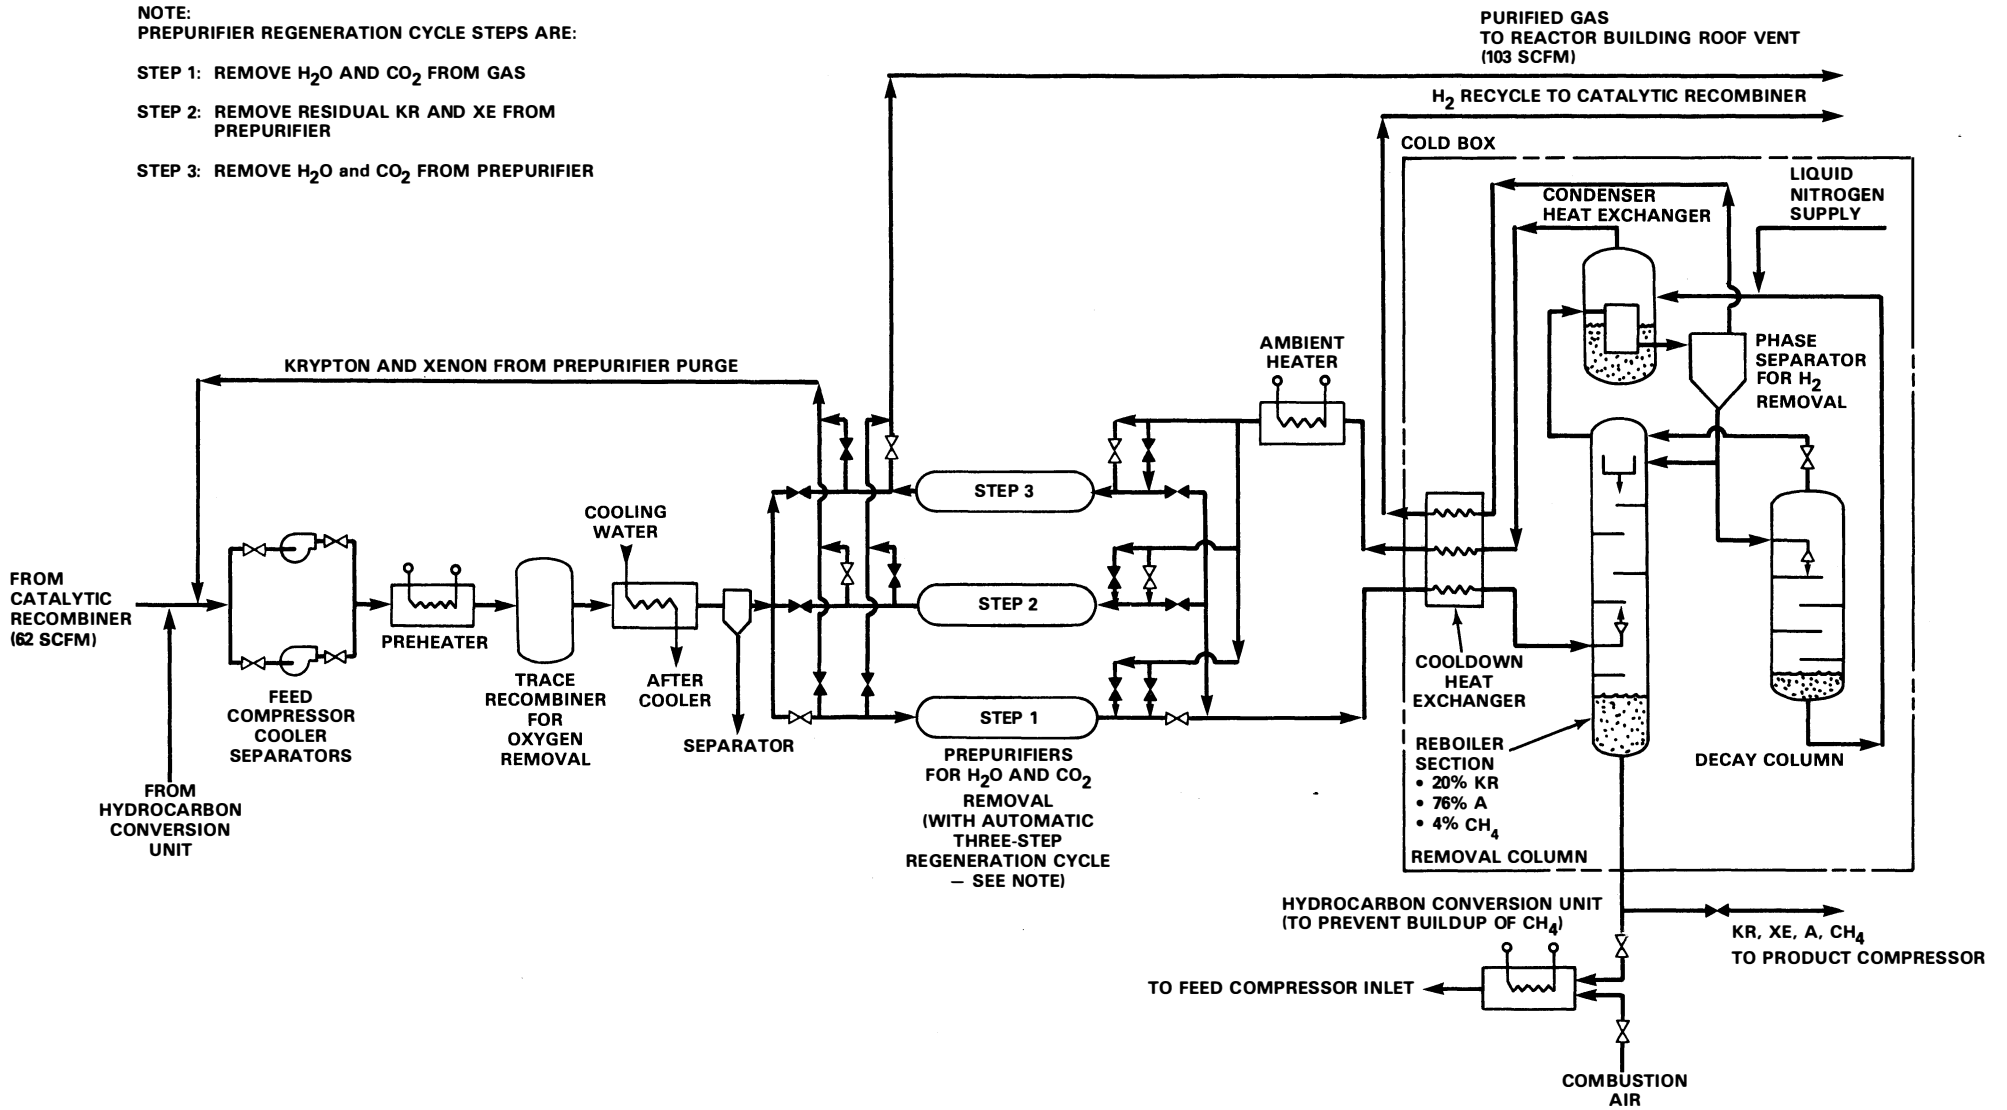 NOTE:
PREPURIFIER REGENERATION CYCLE STEPS ARE:
STEP 1: REMOVE H2O AND CO2 FROM GAS
STEP 2: REMOVE RESIDUAL KR AND XE FROM
PREPURIFIER
STEP 3: REMOVE H2O and CO2 FROM PREPURIFIER
PURIFIED GAS
TO REACTOR BUILDING ROOF VENT
(103 SCFM)
H2 RECYCLE TO CATALYTIC RECOMBINER
COLD BOX
LIQUID
NITROGEN
SUPPLY
CONDENSER
HEAT EXCHANGER
PHASE
SEPARATOR
FOR H2
REMOVAL
AMBIENT
HEATER
KRYPTON AND XENON FROM PREPURIFIER PURGE
STEP 3
STEP 2
STEP 1
COOLING
WATER
FROM
CATALYTIC
RECOMBINER
(62 SCFM)
PREHEATER
FEED
COMPRESSOR
COOLER
SEPARATORS
TRACE
RECOMBINER
FOR
OXYGEN
REMOVAL
AFTER
COOLER
SEPARATOR
FROM
HYDROCARBON
CONVERSION
UNIT
PREPURIFIERS
FOR H2O AND CO2
REMOVAL
(WITH AUTOMATIC
THREE-STEP
REGENERATION CYCLE
— SEE NOTE)
COOLDOWN
HEAT
EXCHANGER
REBOILER
SECTION
• 20% KR
• 76% A
• 4% CH4
REMOVAL COLUMN
DECAY COLUMN
HYDROCARBON CONVERSION UNIT
(TO PREVENT BUILDUP OF CH4)
KR, XE, A, CH4
TO PRODUCT COMPRESSOR
TO FEED COMPRESSOR INLET
COMBUSTION
AIR